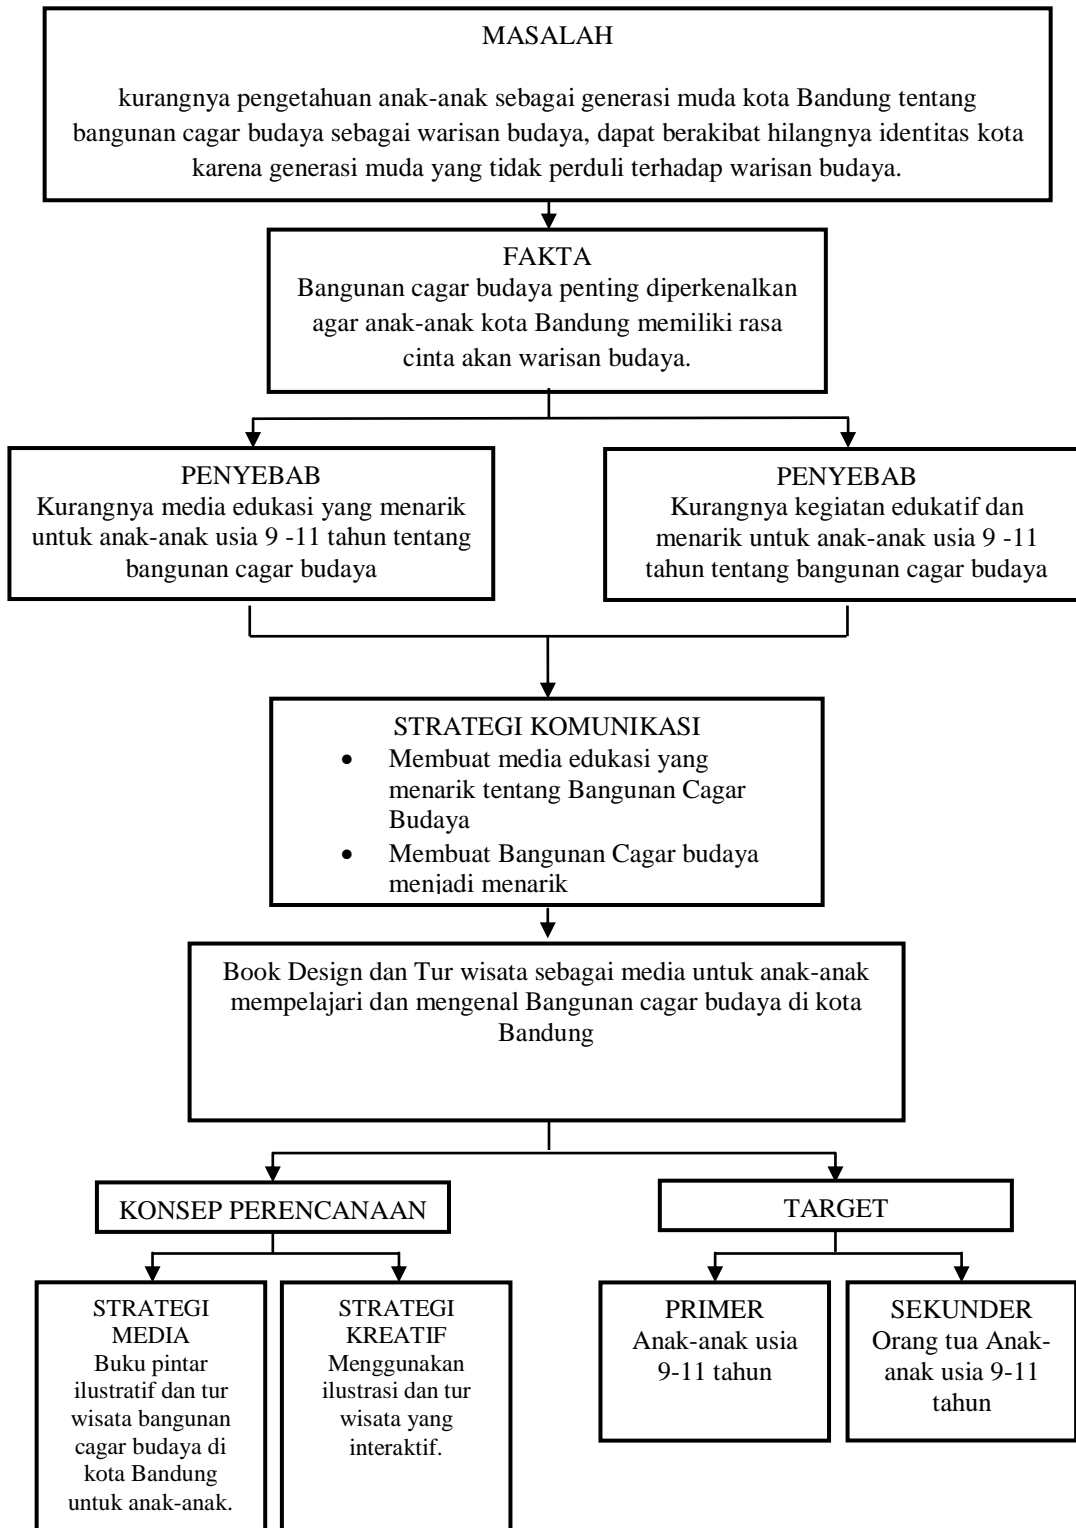 MASALAH
kurangnya pengetahuan anak-anak sebagai generasi muda kota Bandung tentang
bangunan cagar budaya sebagai warisan budaya, dapat berakibat hilangnya identitas kota
karena generasi muda yang tidak perduli terhadap warisan budaya.
FAKTA
Bangunan cagar budaya penting diperkenalkan
agar anak-anak kota Bandung memiliki rasa
cinta akan warisan budaya.
PENYEBAB
Kurangnya media edukasi yang menarik
untuk anak-anak usia 9 -11 tahun tentang
bangunan cagar budaya
PENYEBAB
Kurangnya kegiatan edukatif dan
menarik untuk anak-anak usia 9 -11
tahun tentang bangunan cagar budaya
STRATEGI KOMUNIKASI
• Membuat media edukasi yang
menarik tentang Bangunan Cagar
Budaya
• Membuat Bangunan Cagar budaya
menjadi menarik
Book Design dan Tur wisata sebagai media untuk anak-anak
mempelajari dan mengenal Bangunan cagar budaya di kota
Bandung
KONSEP PERENCANAAN
TARGET
STRATEGI
MEDIA
Buku pintar
ilustratif dan tur
wisata bangunan
cagar budaya di
kota Bandung
untuk anak-anak.
STRATEGI
KREATIF
Menggunakan
ilustrasi dan tur
wisata yang
interaktif.
PRIMER
Anak-anak usia
9-11 tahun
SEKUNDER
Orang tua Anak-
anak usia 9-11
tahun